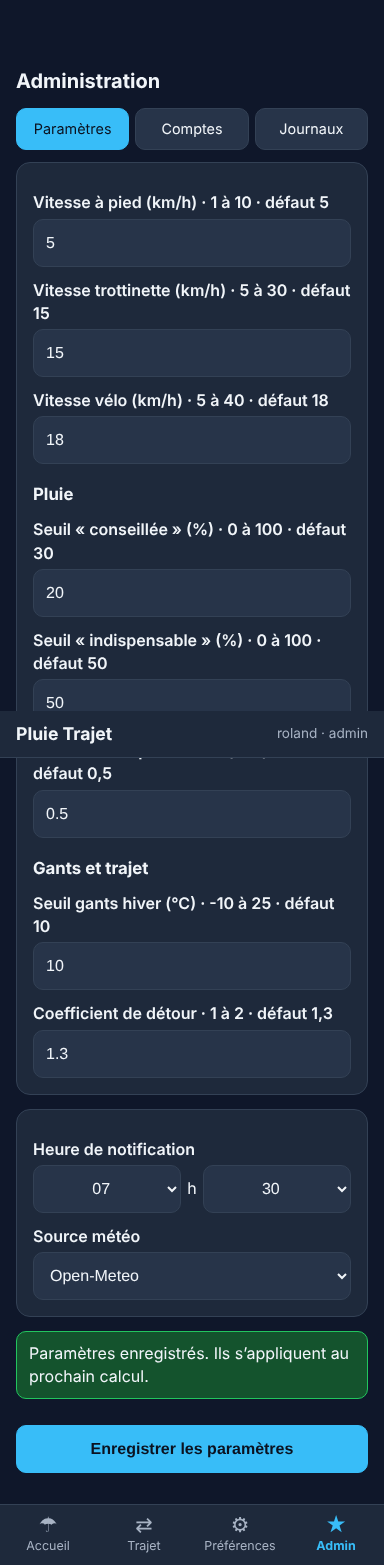 Administration
Paramètres
Comptes
Journaux
Vitesse à pied (km/h) · 1 à 10 · défaut 5
5
Vitesse trottinette (km/h) · 5 à 30 · défaut
15
15
Vitesse vélo (km/h) · 5 à 40 · défaut 18
18
Pluie
Seuil « conseillée » (%) · 0 à 100 · défaut
30
20
Seuil « indispensable » (%) · 0 à 100 ·
défaut 50
50
Pluie Trajet
roland · admin
défaut 0,5
0.5
Gants et trajet
Seuil gants hiver (°C) · -10 à 25 · défaut
10
10
Coefficient de détour · 1 à 2 · défaut 1,3
1.3
Heure de notification
07
h
30
Source météo
Open-Meteo
Paramètres enregistrés. Ils s’appliquent au
prochain calcul.
Enregistrer les paramètres
Accueil
Trajet
Préférences
Admin